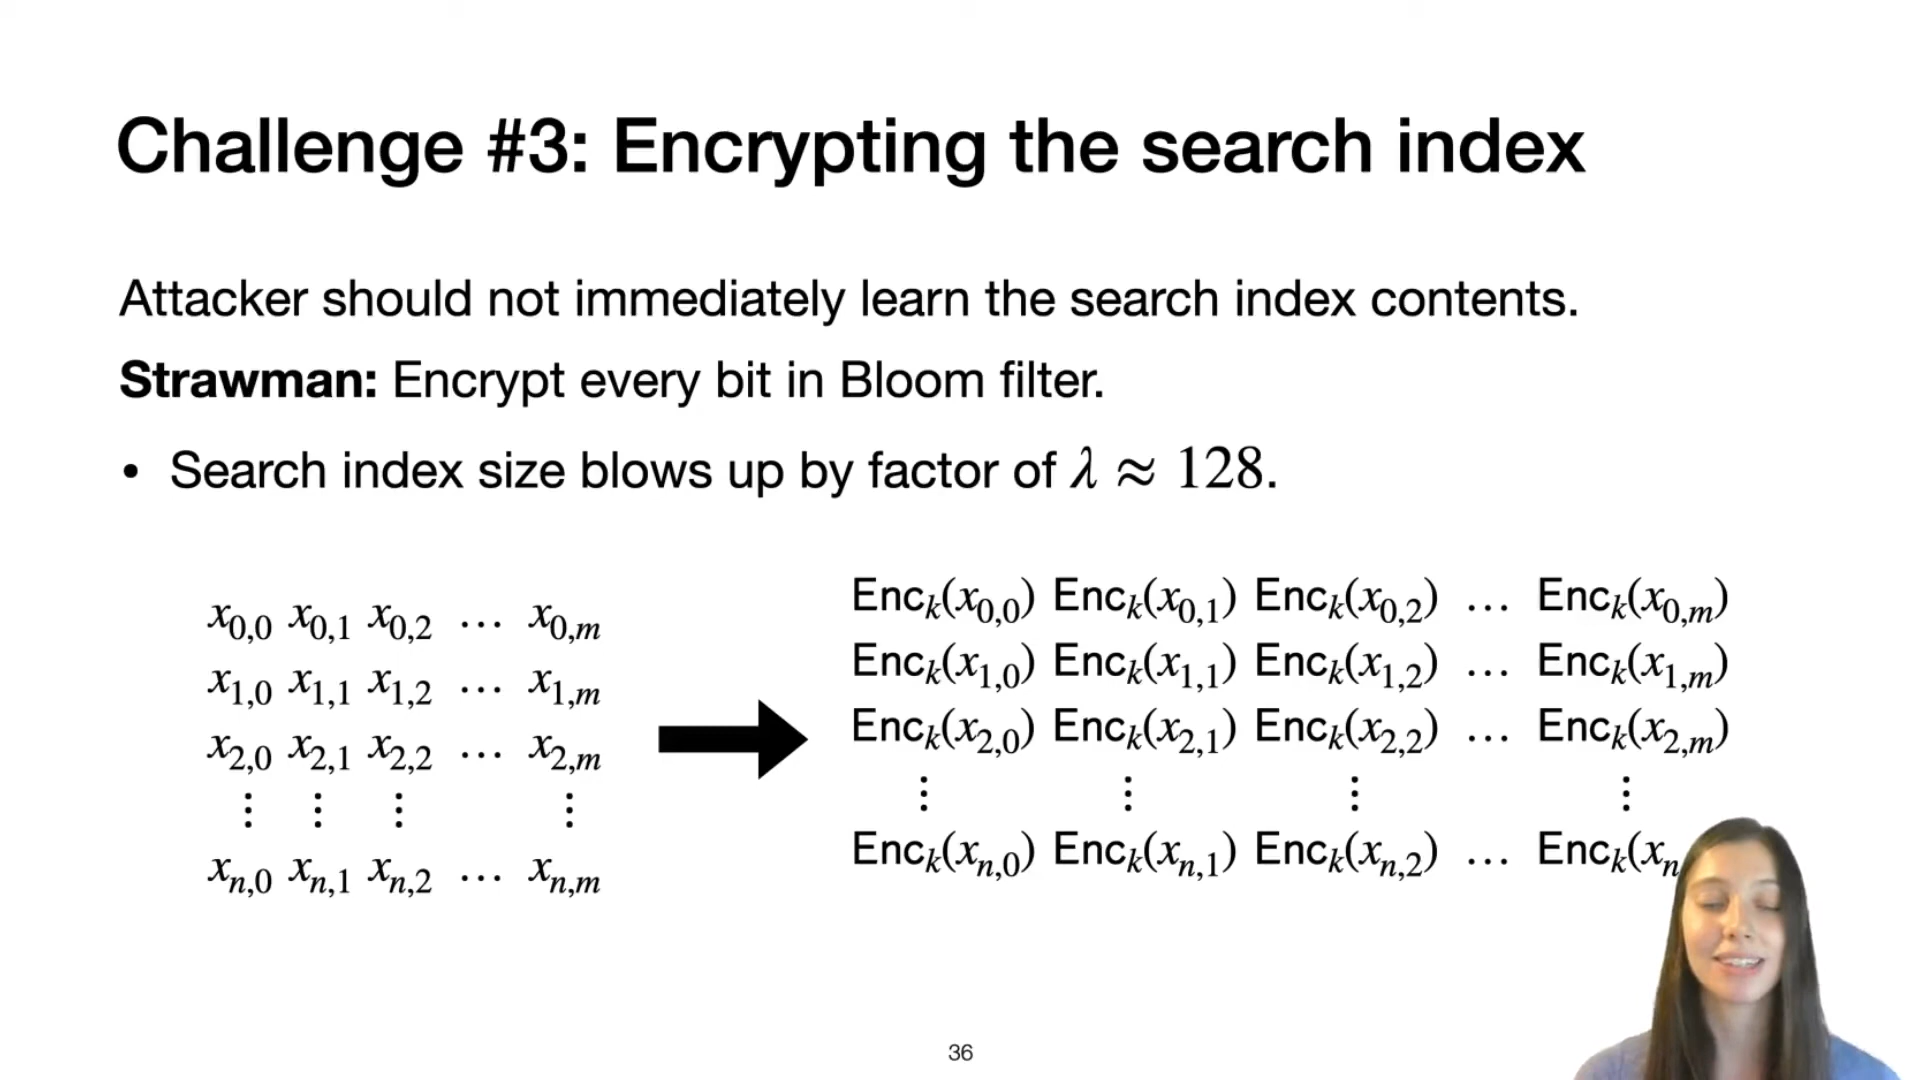 Challenge #3: Encrypting the search index
Attacker should not immediately learn the search index contents.
Strawman: Encrypt every bit in Bloom filter.
• Search index size blows up by factor of λ ≈ 128.
x₀,₀ x₀,₁ x₀,₂ … x₀,ₘ
x₁,₀ x₁,₁ x₁,₂ … x₁,ₘ
x₂,₀ x₂,₁ x₂,₂ … x₂,ₘ
⋮ ⋮ ⋮ ⋮
xₙ,₀ xₙ,₁ xₙ,₂ … xₙ,ₘ
Encₖ(x₀,₀) Encₖ(x₀,₁) Encₖ(x₀,₂) … Encₖ(x₀,ₘ)
Encₖ(x₁,₀) Encₖ(x₁,₁) Encₖ(x₁,₂) … Encₖ(x₁,ₘ)
Encₖ(x₂,₀) Encₖ(x₂,₁) Encₖ(x₂,₂) … Encₖ(x₂,ₘ)
⋮ ⋮ ⋮ ⋮
Encₖ(xₙ,₀) Encₖ(xₙ,₁) Encₖ(xₙ,₂) … Encₖ(xₙ
36